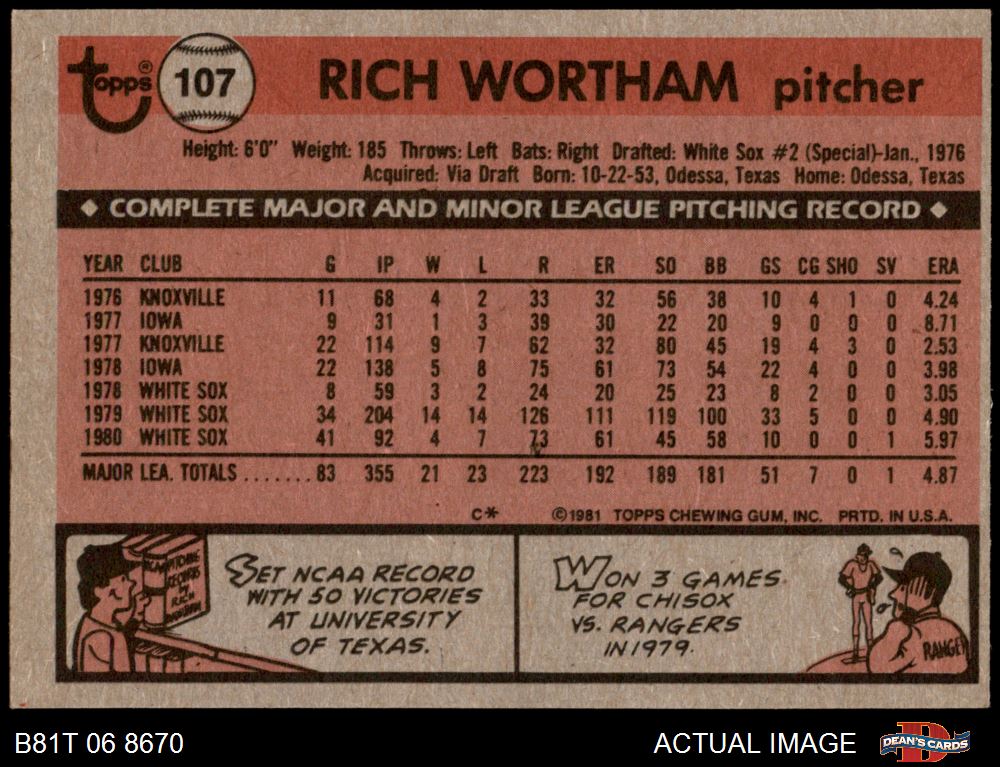 Topps® 107 RICH WORTHAM pitcher
Height: 6'0" Weight: 185 Throws: Left Bats: Right Drafted: White Sox #2 (Special)-Jan., 1976
Acquired: Via Draft Born: 10-22-53, Odessa, Texas Home: Odessa, Texas
◆ COMPLETE MAJOR AND MINOR LEAGUE PITCHING RECORD ◆
YEAR CLUB G IP W L R ER SO BB GS CG SHO SV ERA
1976 KNOXVILLE 11 68 4 2 33 32 56 38 10 4 1 0 4.24
1977 IOWA 9 31 1 3 39 30 22 20 9 0 0 0 8.71
1977 KNOXVILLE 22 114 9 7 62 32 80 45 19 4 3 0 2.53
1978 IOWA 22 138 5 8 75 61 73 54 22 4 0 0 3.98
1978 WHITE SOX 8 59 3 2 24 20 25 23 8 2 0 0 3.05
1979 WHITE SOX 34 204 14 14 126 111 119 100 33 5 0 0 4.90
1980 WHITE SOX 41 92 4 7 73 61 45 58 10 0 0 1 5.97
MAJOR LEA. TOTALS ....... 83 355 21 23 223 192 189 181 51 7 0 1 4.87
C* ©1981 TOPPS CHEWING GUM, INC. PRTD. IN U.S.A.
NCAA PITCHING
RECORDS
BY
RICH
WORTHAM
SET NCAA RECORD
WITH 50 VICTORIES
AT UNIVERSITY
OF TEXAS.
WON 3 GAMES
FOR CHISOX
VS. RANGERS
IN 1979.
RANGER
B81T 06 8670 ACTUAL IMAGE DEAN'S CARDS